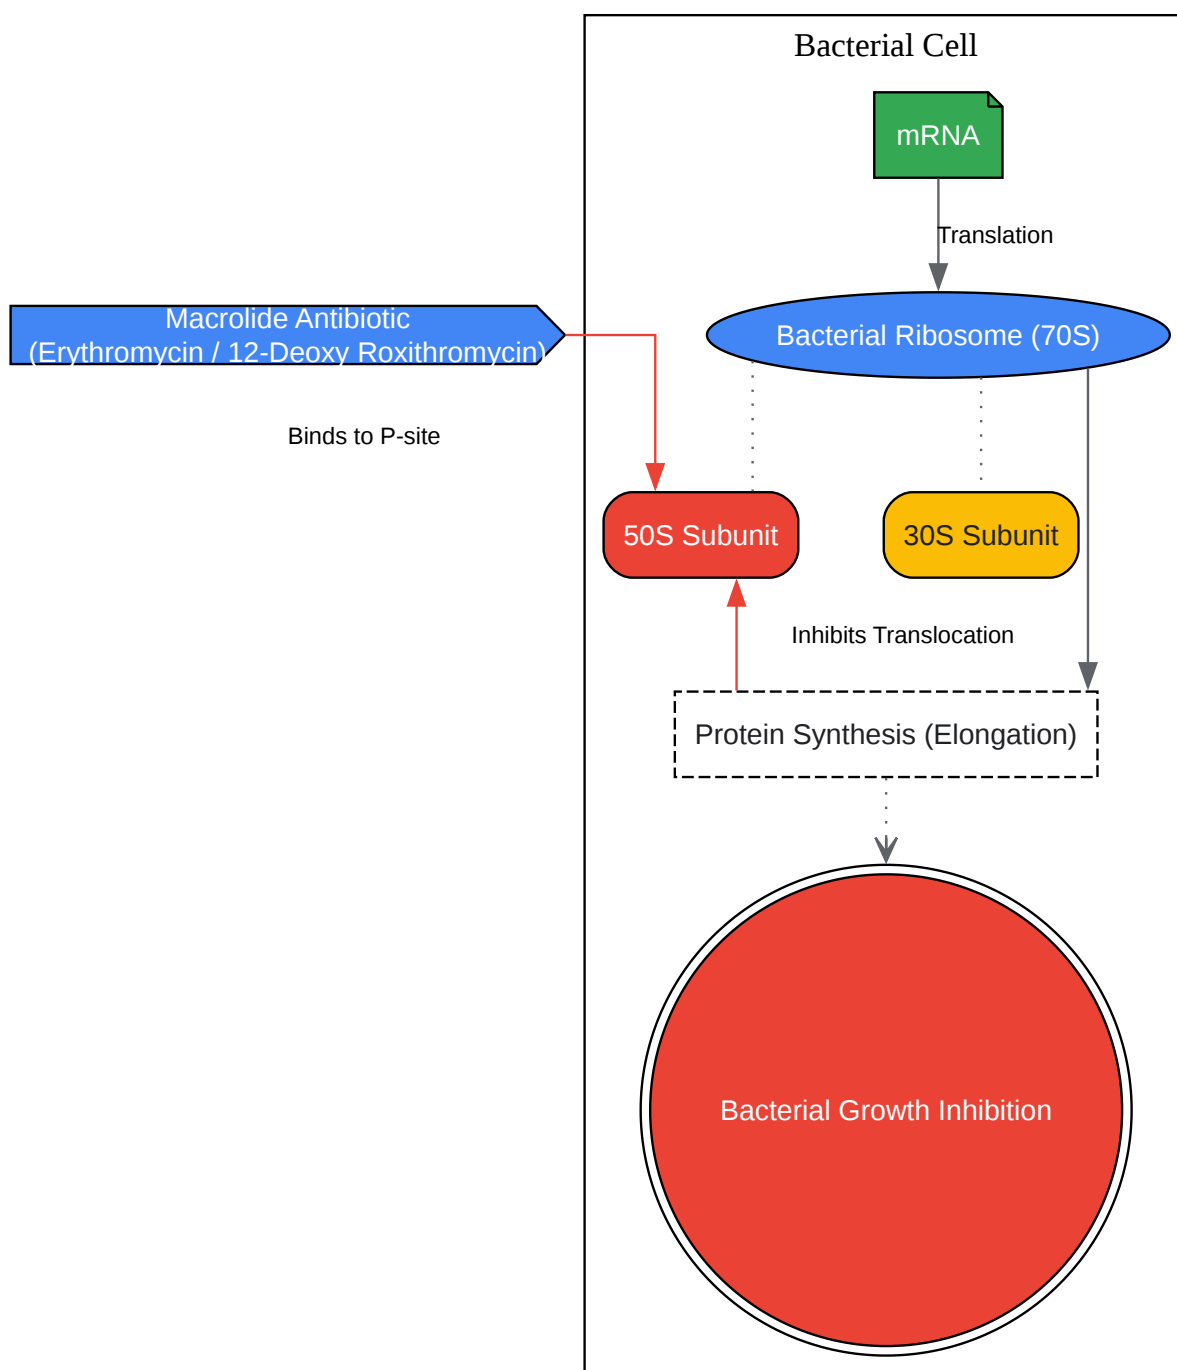 Bacterial Cell
mRNA
Translation
Macrolide Antibiotic
(Erythromycin / 12-Deoxy Roxithromycin)
Bacterial Ribosome (70S)
Binds to P-site
50S Subunit
30S Subunit
Inhibits Translocation
Protein Synthesis (Elongation)
Bacterial Growth Inhibition